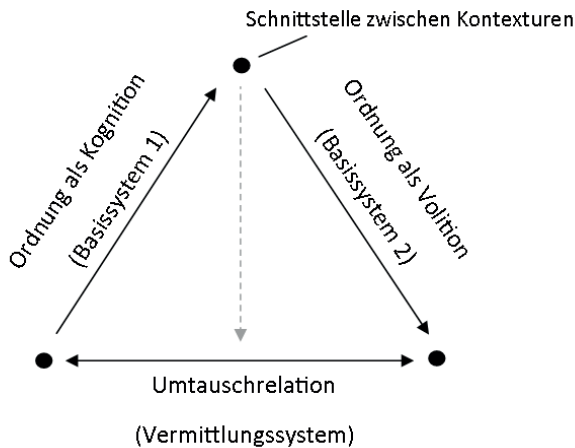 Schnittstelle zwischen Kontexturen
Ordnung als Kognition
(Basissystem 1)
Ordnung als Volition
(Basissystem 2)
Umtauschrelation
(Vermittlungssystem)